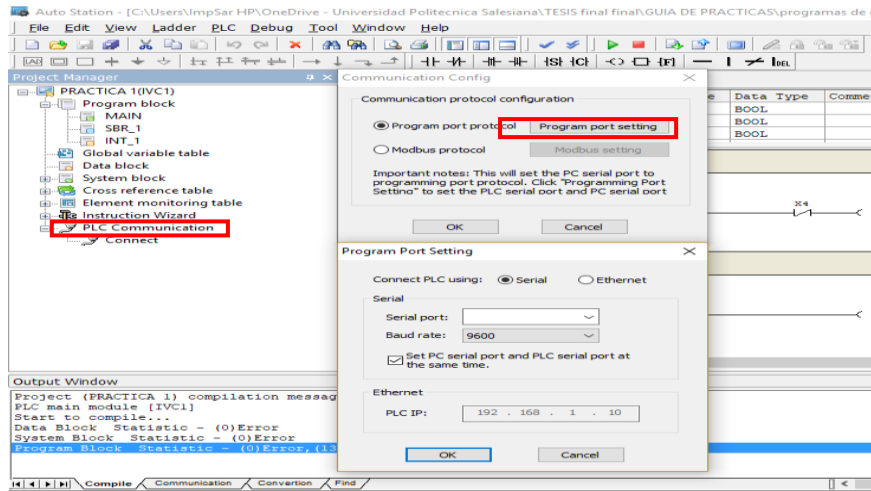 Auto Station - [C:\Users\ImpSar HP\OneDrive - Universidad Politecnica Salesiana\TESIS final final\GUIA DE PRACTICAS\programas de
File Edit View Ladder PLC Debug Tool Window Help
LAD
{S} {C} [F] DEL
Project Manager
PRACTICA 1(IVC1)
Program block
MAIN
SBR_1
INT_1
Global variable table
Data block
System block
Cross reference table
Element monitoring table
Instruction Wizard
PLC Communication
Connect
Communication Config
Communication protocol configuration
Program port protocol Program port setting
Modbus protocol Modbus setting
Important notes: This will set the PC serial port to
programming port protocol. Click "Programming Port
Setting" to set the PLC serial port and PC serial port
OK Cancel
e Data Type Comme
BOOL
BOOL
BOOL
X4
Program Port Setting
Connect PLC using: Serial Ethernet
Serial
Serial port:
Baud rate: 9600
Set PC serial port and PLC serial port at
the same time.
Ethernet
PLC IP: 192 . 168 . 1 . 10
OK Cancel
Output Window
Project (PRACTICA 1) compilation messag
PLC main module [IVC1]
Start to compile...
Data Block Statistic - (0)Error
System Block Statistic - (0)Error
Program Block Statistic - (0)Error,(13
Compile Communication Convertion Find